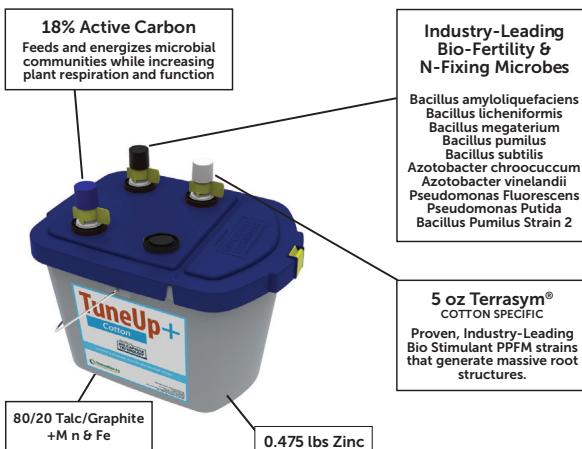 18% Active Carbon
Feeds and energizes microbial
communities while increasing
plant respiration and function
Industry-Leading
Bio-Fertility &
N-Fixing Microbes
Bacillus amyloliquefaciens
Bacillus licheniformis
Bacillus megaterium
Bacillus pumilus
Bacillus subtilis
Azotobacter chroocuccum
Azotobacter vinelandii
Pseudomonas Fluorescens
Pseudomonas Putida
Bacillus Pumilus Strain 2
5 oz Terrasym®
COTTON SPECIFIC
Proven, Industry-Leading
Bio Stimulant PPFM strains
that generate massive root
structures.
TuneUp+
Cotton
80/20 Talc/Graphite
+M n & Fe
0.475 lbs Zinc